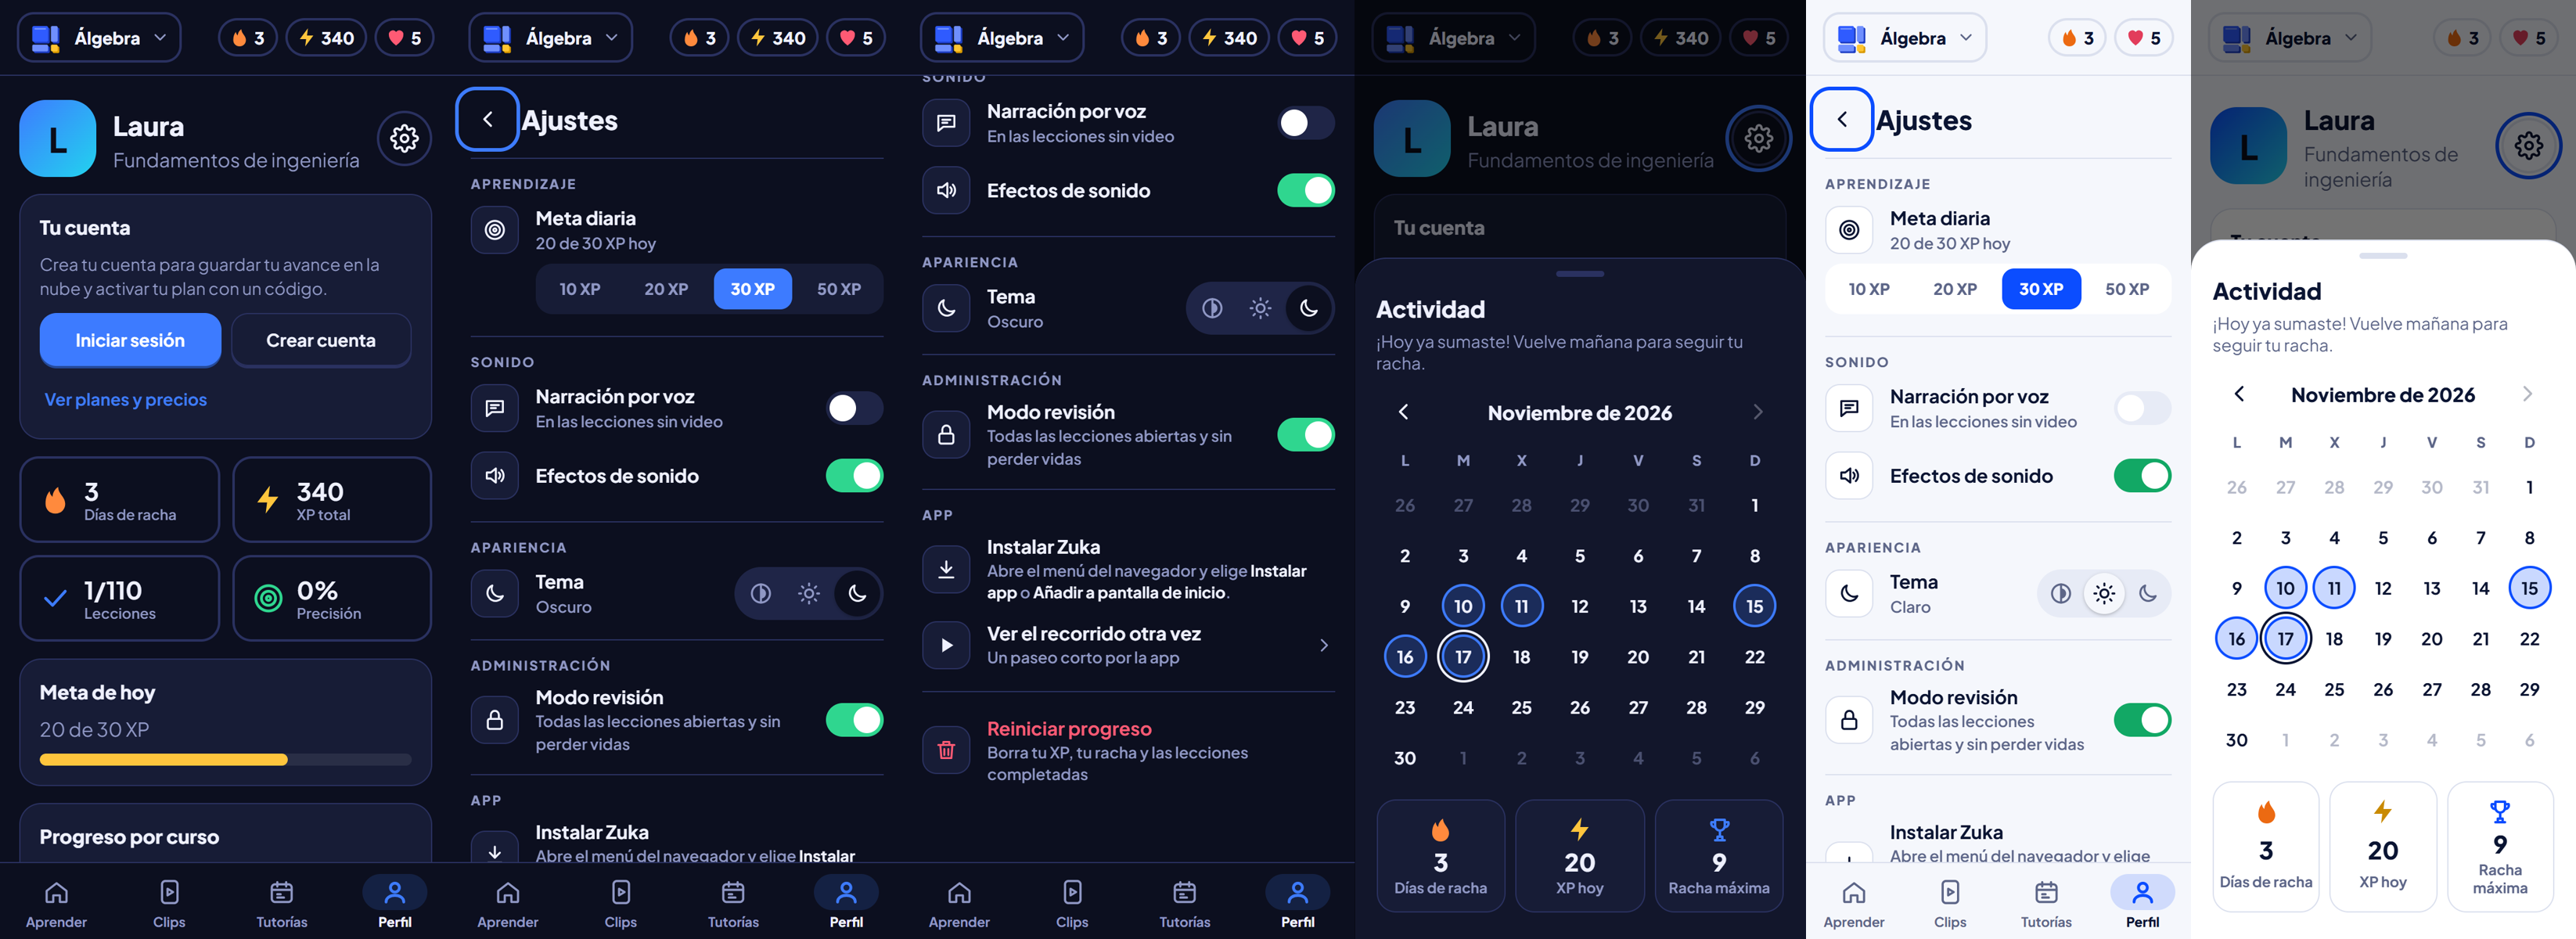 Álgebra
3
340
5
L
Laura
Fundamentos de ingeniería
Tu cuenta
Crea tu cuenta para guardar tu avance en la
nube y activar tu plan con un código.
Iniciar sesión
Crear cuenta
Ver planes y precios
3
Días de racha
340
XP total
1/110
Lecciones
0%
Precisión
Meta de hoy
20 de 30 XP
Progreso por curso
Aprender
Clips
Tutorías
Perfil
Álgebra
3
340
5
Ajustes
APRENDIZAJE
Meta diaria
20 de 30 XP hoy
10 XP
20 XP
30 XP
50 XP
SONIDO
Narración por voz
En las lecciones sin video
Efectos de sonido
APARIENCIA
Tema
Oscuro
ADMINISTRACIÓN
Modo revisión
Todas las lecciones abiertas y sin
perder vidas
APP
Instalar Zuka
Abre el menú del navegador y elige Instalar
Aprender
Clips
Tutorías
Perfil
Álgebra
3
340
5
SONIDO
Narración por voz
En las lecciones sin video
Efectos de sonido
APARIENCIA
Tema
Oscuro
ADMINISTRACIÓN
Modo revisión
Todas las lecciones abiertas y sin
perder vidas
APP
Instalar Zuka
Abre el menú del navegador y elige Instalar
app o Añadir a pantalla de inicio.
Ver el recorrido otra vez
Un paseo corto por la app
Reiniciar progreso
Borra tu XP, tu racha y las lecciones
completadas
Aprender
Clips
Tutorías
Perfil
Álgebra
3
340
5
L
Laura
Fundamentos de ingeniería
Tu cuenta
Actividad
¡Hoy ya sumaste! Vuelve mañana para seguir tu
racha.
Noviembre de 2026
L M X J V S D
26 27 28 29 30 31 1
2 3 4 5 6 7 8
9 10 11 12 13 14 15
16 17 18 19 20 21 22
23 24 25 26 27 28 29
30 1 2 3 4 5 6
3
Días de racha
20
XP hoy
9
Racha máxima
Álgebra
3
5
Ajustes
APRENDIZAJE
Meta diaria
20 de 30 XP hoy
10 XP
20 XP
30 XP
50 XP
SONIDO
Narración por voz
En las lecciones sin video
Efectos de sonido
APARIENCIA
Tema
Claro
ADMINISTRACIÓN
Modo revisión
Todas las lecciones
abiertas y sin perder vidas
APP
Instalar Zuka
Abre el menú del navegador y elige
Aprender
Clips
Tutorías
Perfil
Álgebra
3
5
L
Laura
Fundamentos de
ingeniería
Tu cuenta
Actividad
¡Hoy ya sumaste! Vuelve mañana para
seguir tu racha.
Noviembre de 2026
L M X J V S D
26 27 28 29 30 31 1
2 3 4 5 6 7 8
9 10 11 12 13 14 15
16 17 18 19 20 21 22
23 24 25 26 27 28 29
30 1 2 3 4 5 6
3
Días de racha
20
XP hoy
9
Racha
máxima